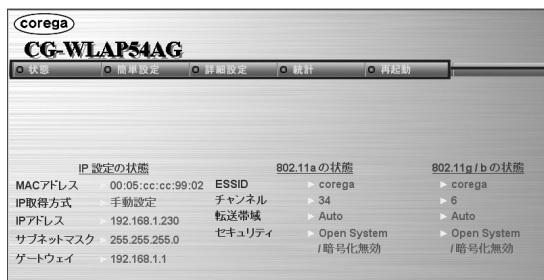 corega
CG-WLAP54AG
状態 簡単設定 詳細設定 統計 再起動
IP 設定の状態 802.11a の状態 802.11g / b の状態
MACアドレス 00:05:cc:cc:99:02 ESSID corega corega
IP取得方式 手動設定 チャンネル 34 6
IPアドレス 192.168.1.230 転送帯域 Auto Auto
サブネットマスク 255.255.255.0 セキュリティ Open System Open System
/ 暗号化無効 / 暗号化無効
ゲートウェイ 192.168.1.1